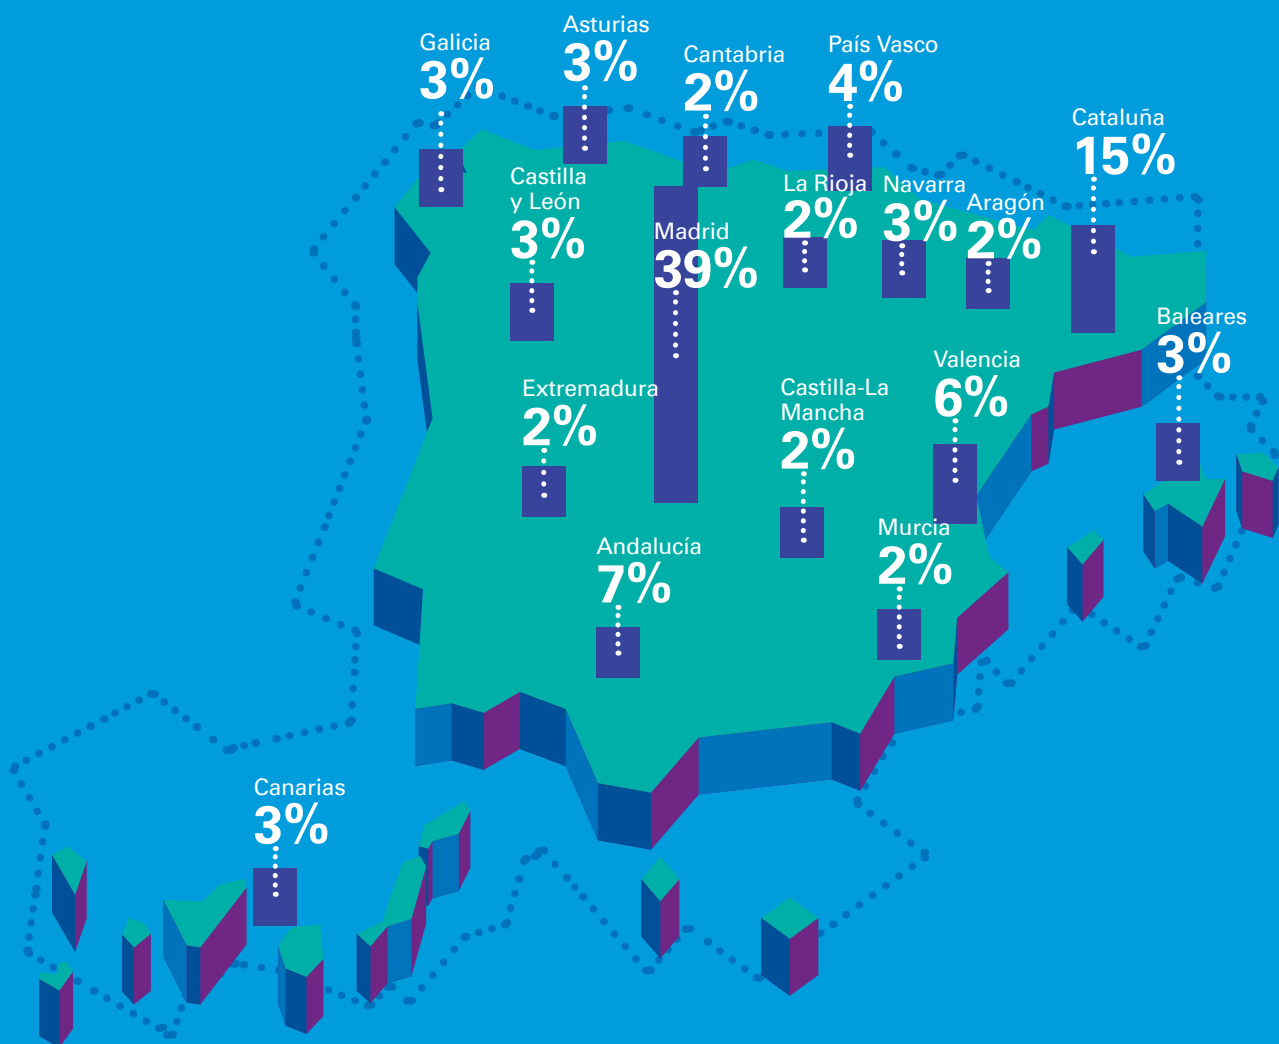 Galicia
3%
Asturias
3%
Cantabria
2%
País Vasco
4%
Cataluña
15%
Castilla
y León
3%
Madrid
39%
La Rioja
2%
Navarra
3%
Aragón
2%
Baleares
3%
Extremadura
2%
Castilla-La
Mancha
2%
Valencia
6%
Andalucía
7%
Murcia
2%
Canarias
3%